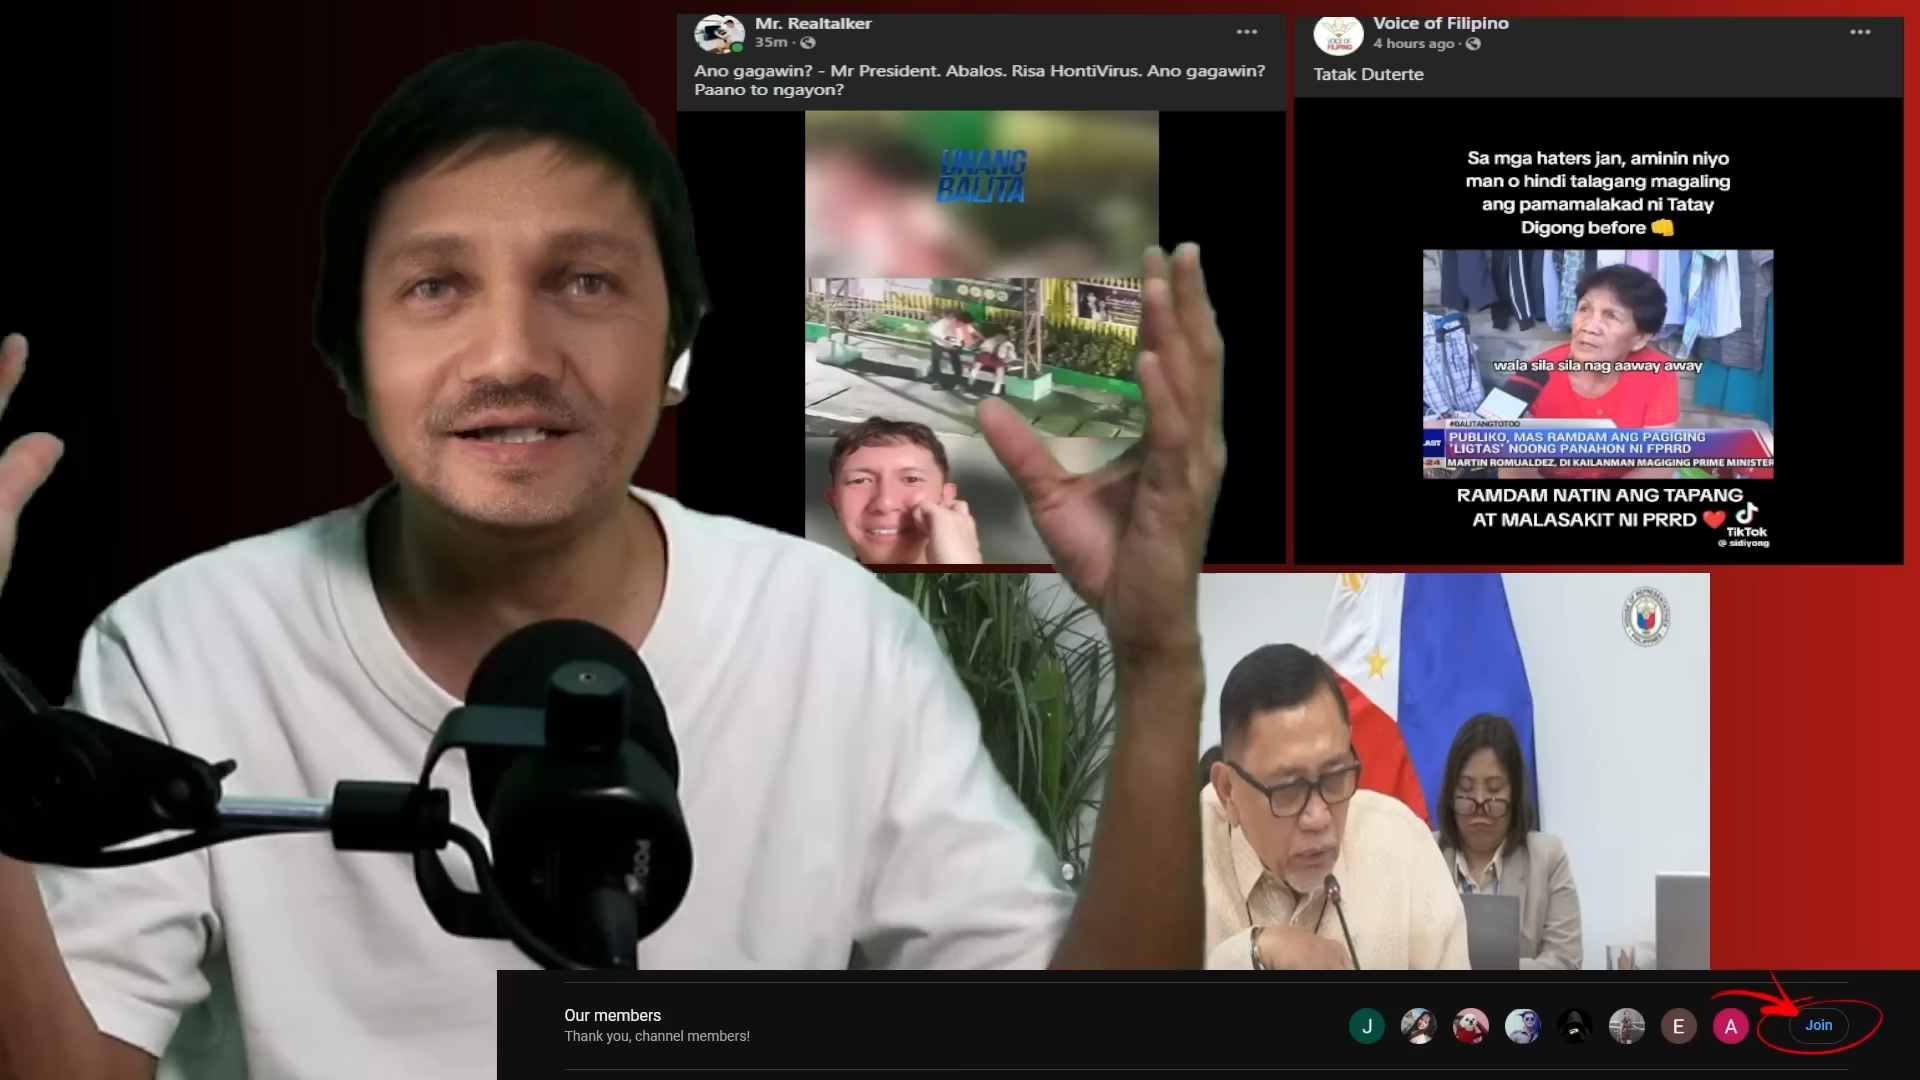 Mr. Realtalker
35m ·
Ano gagawin? - Mr President. Abalos. Risa HontiVirus. Ano gagawin?
Paano to ngayon?
UNANG
BALITA
Voice of Filipino
4 hours ago ·
Tatak Duterte
Sa mga haters jan, aminin niyo
man o hindi talagang magaling
ang pamamalakad ni Tatay
Digong before 👊
wala sila sila nag aaway away
#BALITANGTOTOO
PUBLIKO, MAS RAMDAM ANG PAGIGING
'LIGTAS' NOONG PANAHON NI FPRRD
MARTIN ROMUALDEZ, DI KAILANMAN MAGIGING PRIME MINISTER
RAMDAM NATIN ANG TAPANG
AT MALASAKIT NI PRRD ❤️
TikTok
@ sidiyong
Our members
Thank you, channel members!
J
E
A
Join